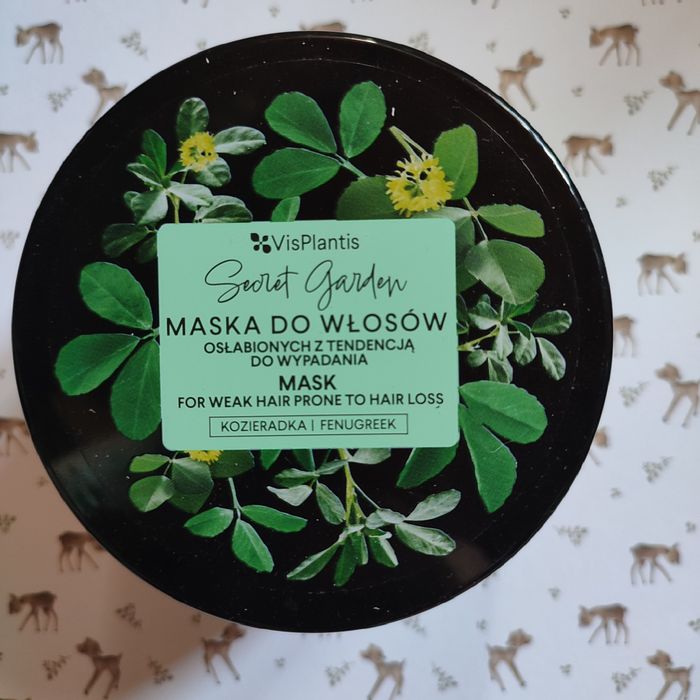 VisPlantis
Secret Garden
MASKA DO WŁOSÓW
OSŁABIONYCH Z TENDENCJĄ
DO WYPADANIA
MASK
FOR WEAK HAIR PRONE TO HAIR LOSS
KOZIERADKA | FENUGREEK